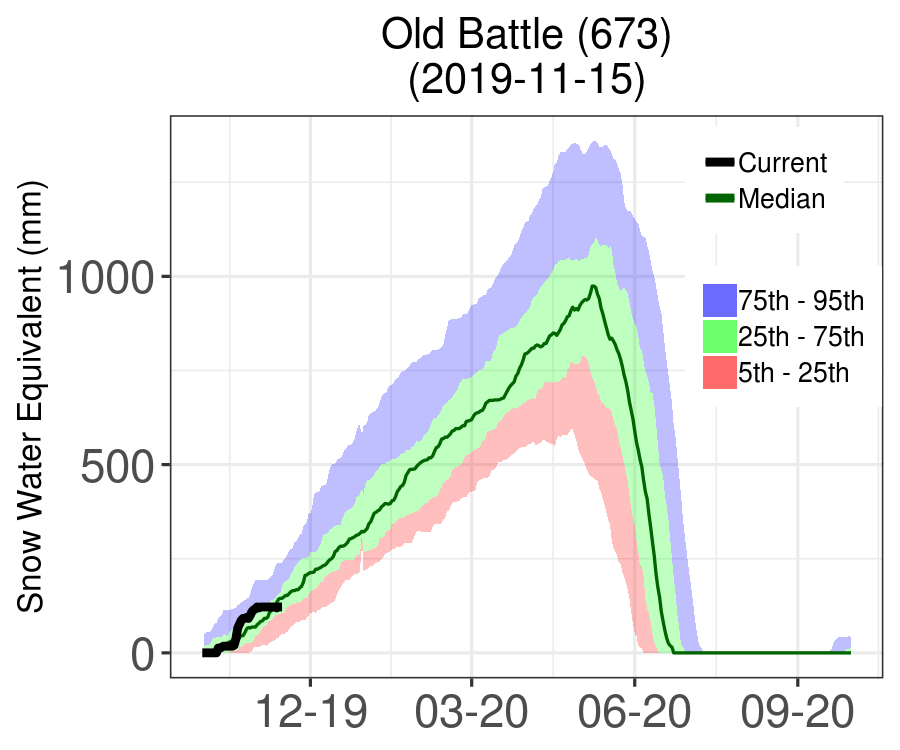 Old Battle (673)
(2019-11-15)
Snow Water Equivalent (mm)
1000
500
0
12-19
03-20
06-20
09-20
Current
Median
75th - 95th
25th - 75th
5th - 25th